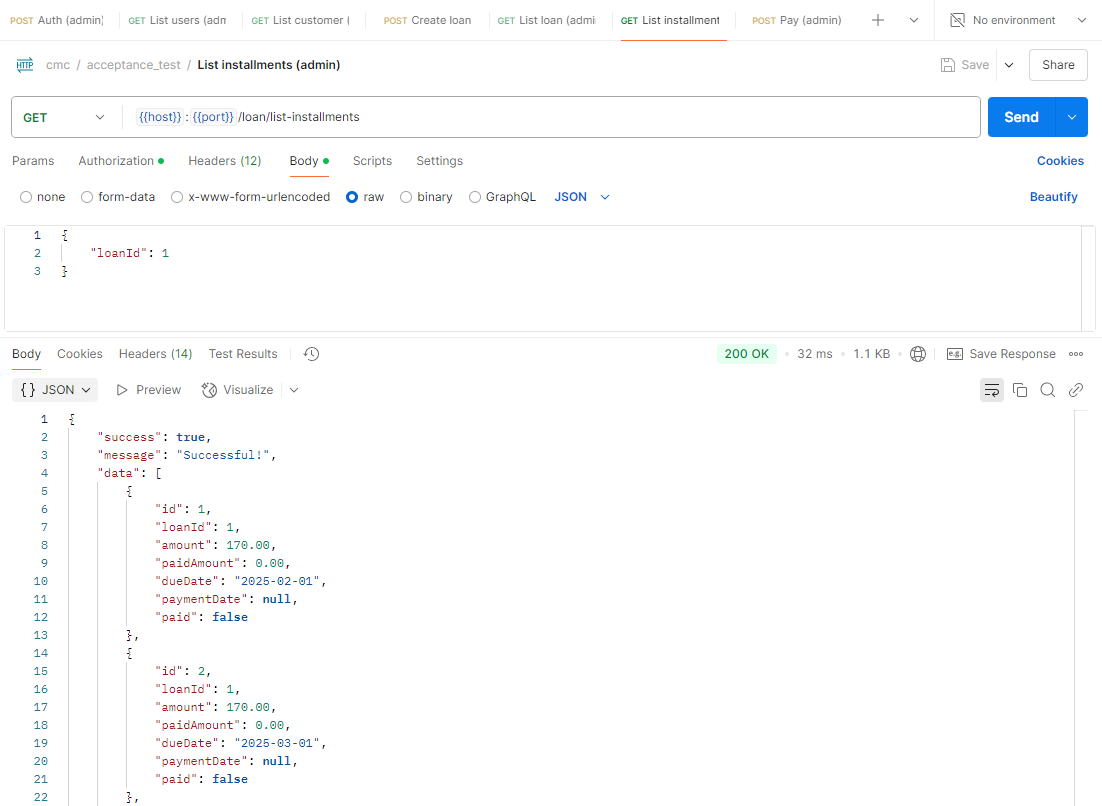 POST Auth (admin) GET List users (adm GET List customer ( POST Create loan GET List loan (admi GET List installment POST Pay (admin) No environment
HTTP cmc / acceptance_test / List installments (admin) Save Share
GET {{host}} : {{port}} /loan/list-installments Send
Params Authorization Headers (12) Body Scripts Settings Cookies
none form-data x-www-form-urlencoded raw binary GraphQL JSON Beautify
1 {
2 "loanId": 1
3 }
Body Cookies Headers (14) Test Results 200 OK 32 ms 1.1 KB e.g. Save Response
{} JSON Preview Visualize
1 {
2 "success": true,
3 "message": "Successful!",
4 "data": [
5 {
6 "id": 1,
7 "loanId": 1,
8 "amount": 170.00,
9 "paidAmount": 0.00,
10 "dueDate": "2025-02-01",
11 "paymentDate": null,
12 "paid": false
13 },
14 {
15 "id": 2,
16 "loanId": 1,
17 "amount": 170.00,
18 "paidAmount": 0.00,
19 "dueDate": "2025-03-01",
20 "paymentDate": null,
21 "paid": false
22 },